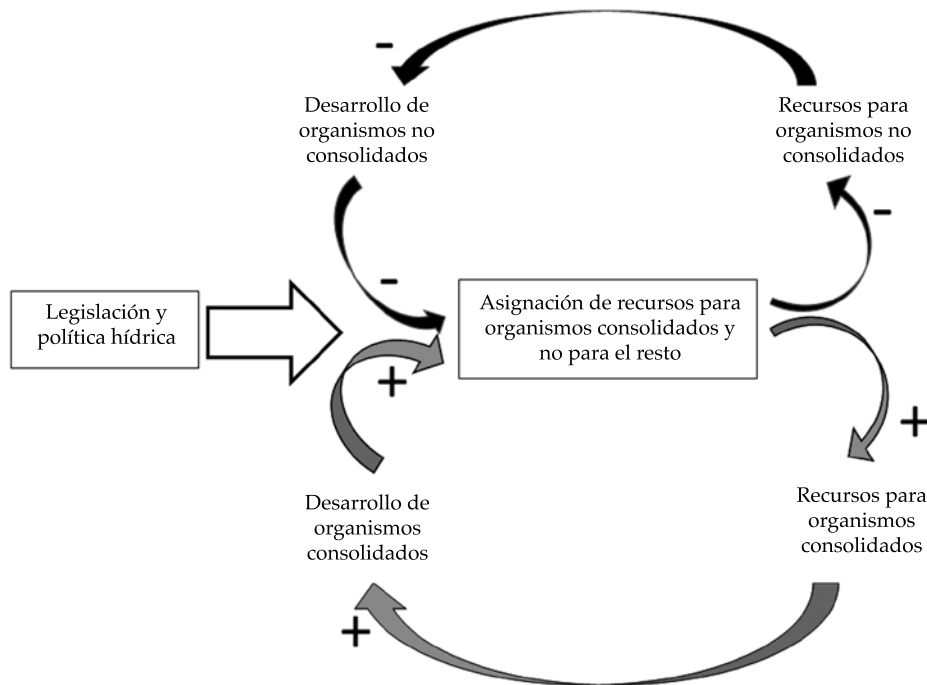 -
Desarrollo de
organismos no
consolidados
Recursos para
organismos no
consolidados
-
-
Legislación y
política hídrica
Asignación de recursos para
organismos consolidados y
no para el resto
+
+
Desarrollo de
organismos
consolidados
Recursos para
organismos
consolidados
+